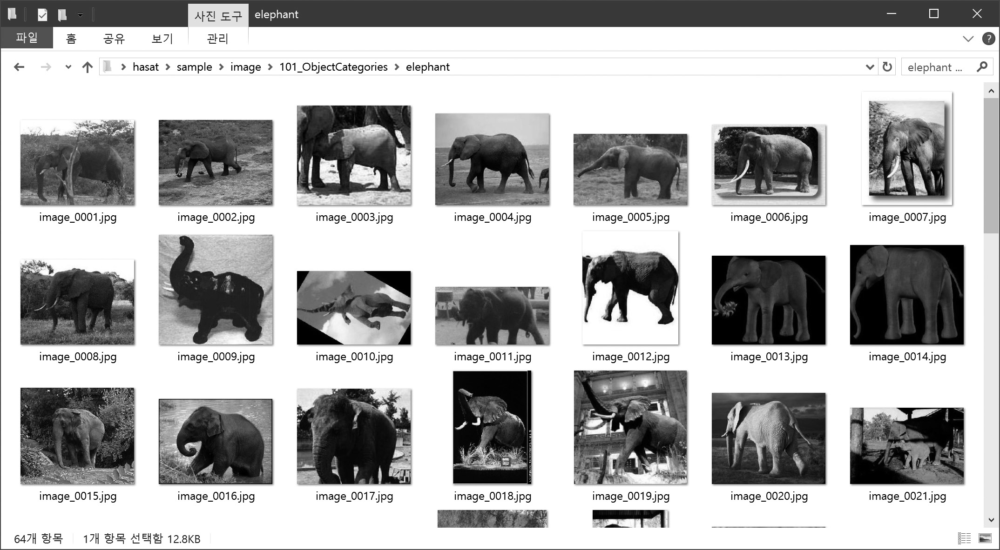 사진 도구 elephant
파일 홈 공유 보기 관리 ?
hasat sample image 101_ObjectCategories elephant elephant ...
image_0001.jpg image_0002.jpg image_0003.jpg image_0004.jpg image_0005.jpg image_0006.jpg image_0007.jpg
image_0008.jpg image_0009.jpg image_0010.jpg image_0011.jpg image_0012.jpg image_0013.jpg image_0014.jpg
image_0015.jpg image_0016.jpg image_0017.jpg image_0018.jpg image_0019.jpg image_0020.jpg image_0021.jpg
64개 항목 1개 항목 선택함 12.8KB